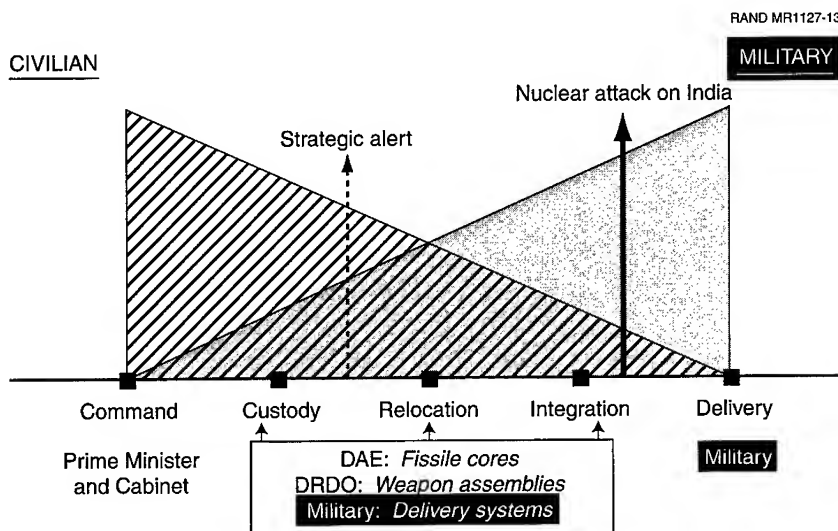 RAND MR1127-13
CIVILIAN
MILITARY
Nuclear attack on India
Strategic alert
Command
Custody
Relocation
Integration
Delivery
Prime Minister
and Cabinet
DAE: Fissile cores
DRDO: Weapon assemblies
Military: Delivery systems
Military